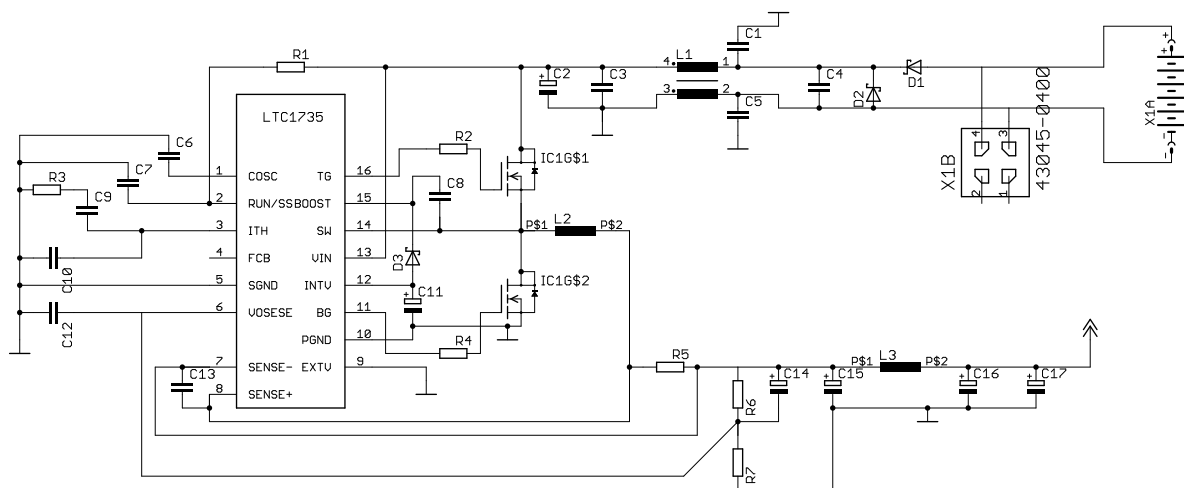 C1
R1
L1
4 1
C2
C3
C4
D1
3 2
C5
D2
LTC1735
X1A
43045-0400
X1B
4 3
2 1
C6
C7
R2
IC1G$1
1 COSC TG 16
R3
C9
C8
2 RUN/SS BOOST 15
3 ITH SW 14
P$1 L2 P$2
4 FCB VIN 13
C10
D3
5 SGND INTV 12
IC1G$2
C11
6 VOSESE BG 11
C12
PGND 10
R4
7 SENSE- EXTV 9
C13
8 SENSE+
R5
P$1 L3 P$2
C14
C15
C16
C17
R6
R7